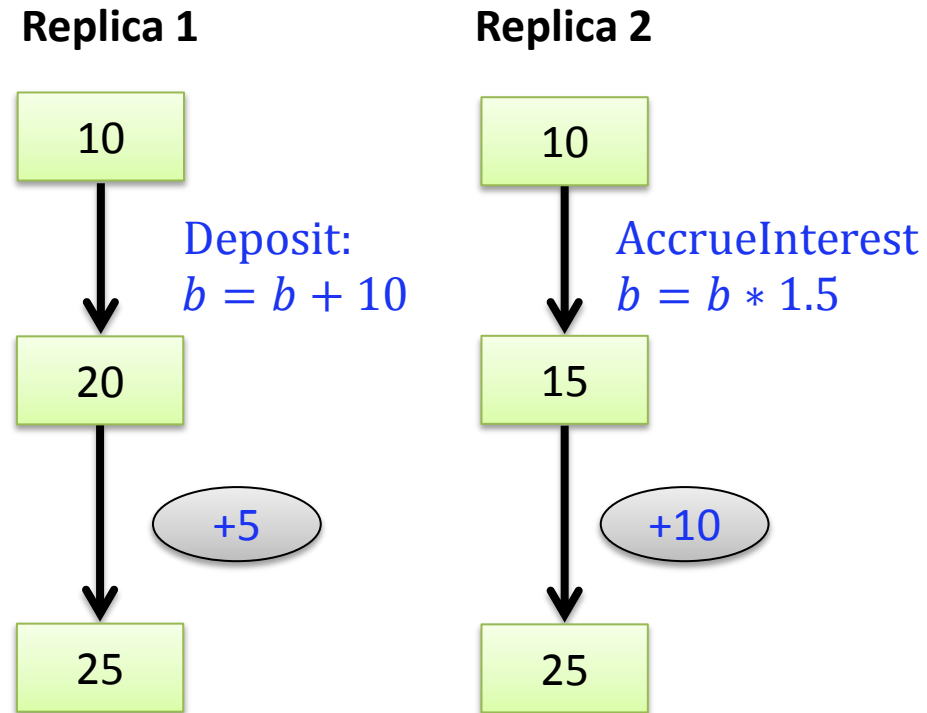 Replica 1
Replica 2
10
10
Deposit:
𝑏 = 𝑏 + 10
AccrueInterest
𝑏 = 𝑏 ∗ 1.5
20
15
+5
+10
25
25